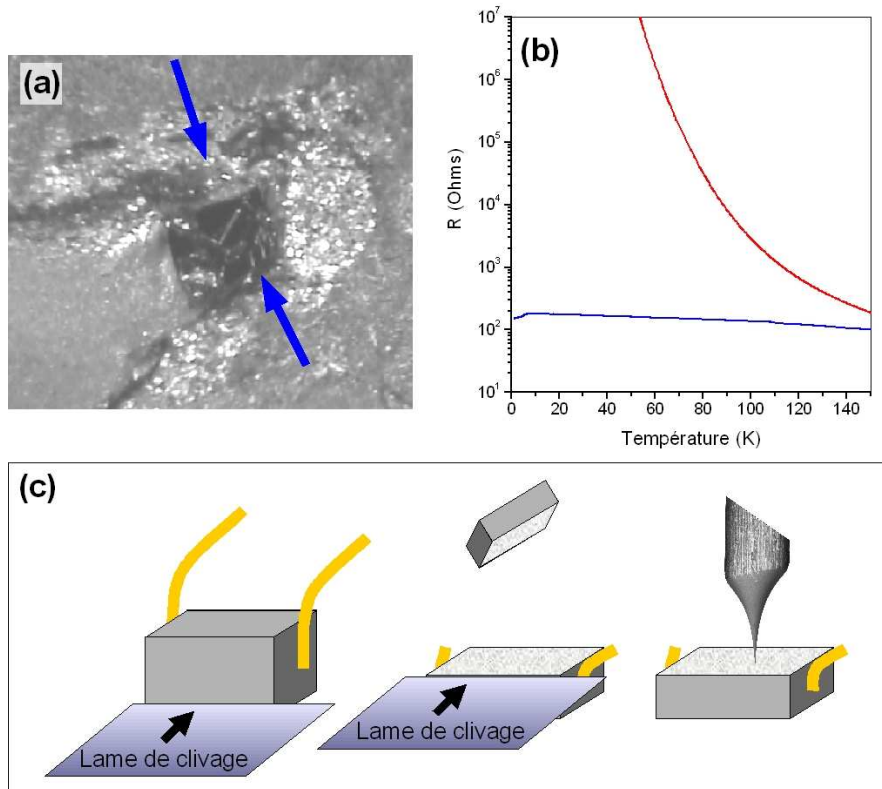 (a)
(b)
R (Ohms)
10⁷
10⁶
10⁵
10⁴
10³
10²
10¹
0 20 40 60 80 100 120 140
Température (K)
(c)
Lame de clivage
Lame de clivage